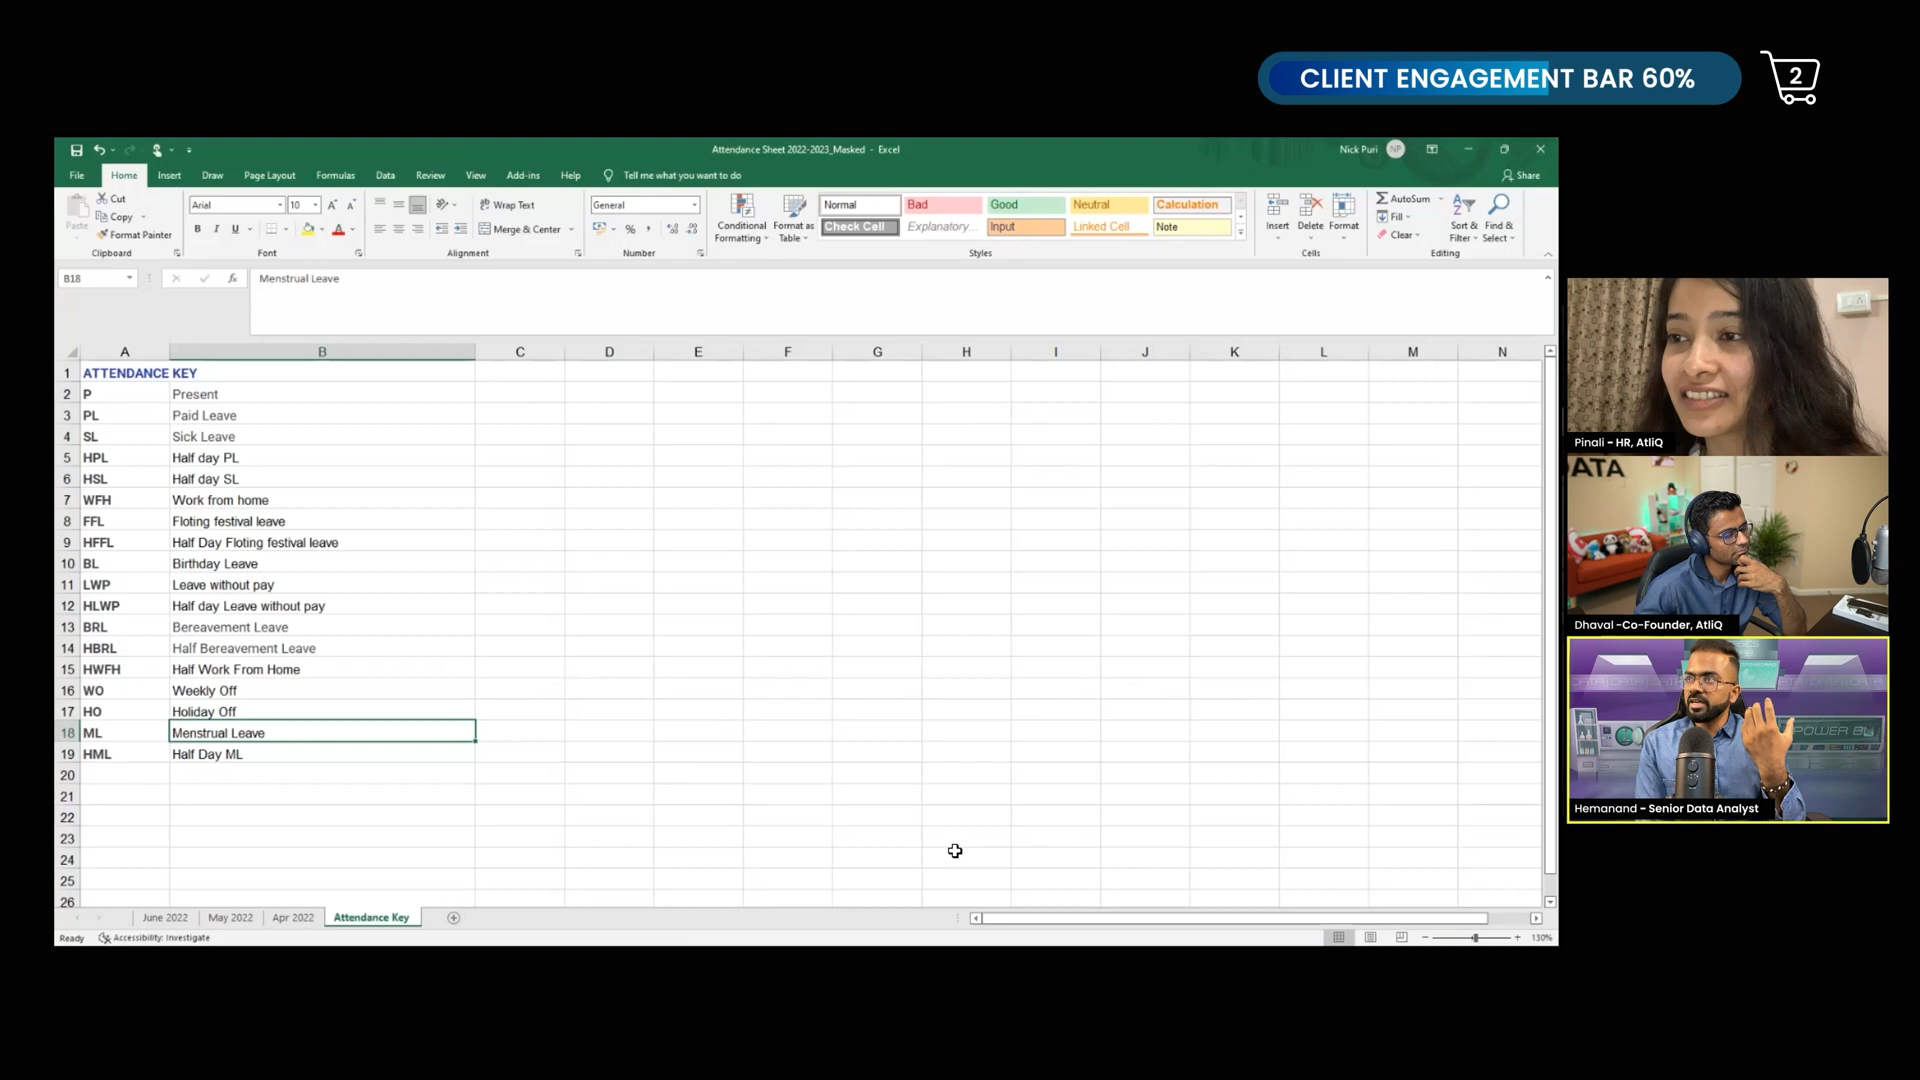 CLIENT ENGAGEMENT BAR 60%
2
Attendance Sheet 2022-2023_Masked - Excel
Nick Puri NP
File Home Insert Draw Page Layout Formulas Data Review View Add-ins Help Tell me what you want to do
Share
Paste
Cut
Copy
Format Painter
Clipboard
Arial 10
B I U
Font
Wrap Text
Merge & Center
Alignment
General
Number
Conditional Formatting
Format as Table
Normal Bad Good Neutral Calculation
Check Cell Explanatory... Input Linked Cell Note
Styles
Insert Delete Format
Cells
AutoSum
Fill
Clear
Sort & Filter
Find & Select
Editing
B18 fx Menstrual Leave
A B C D E F G H I J K L M N
1 ATTENDANCE KEY
2 P Present
3 PL Paid Leave
4 SL Sick Leave
5 HPL Half day PL
6 HSL Half day SL
7 WFH Work from home
8 FFL Floting festival leave
9 HFFL Half Day Floting festival leave
10 BL Birthday Leave
11 LWP Leave without pay
12 HLWP Half day Leave without pay
13 BRL Bereavement Leave
14 HBRL Half Bereavement Leave
15 HWFH Half Work From Home
16 WO Weekly Off
17 HO Holiday Off
18 ML Menstrual Leave
19 HML Half Day ML
20
21
22
23
24
25
26
June 2022 May 2022 Apr 2022 Attendance Key
Ready Accessibility: Investigate
130%
Pinali - HR, AtliQ
ATA
Dhaval -Co-Founder, AtliQ
POWER BI
Hemanand - Senior Data Analyst